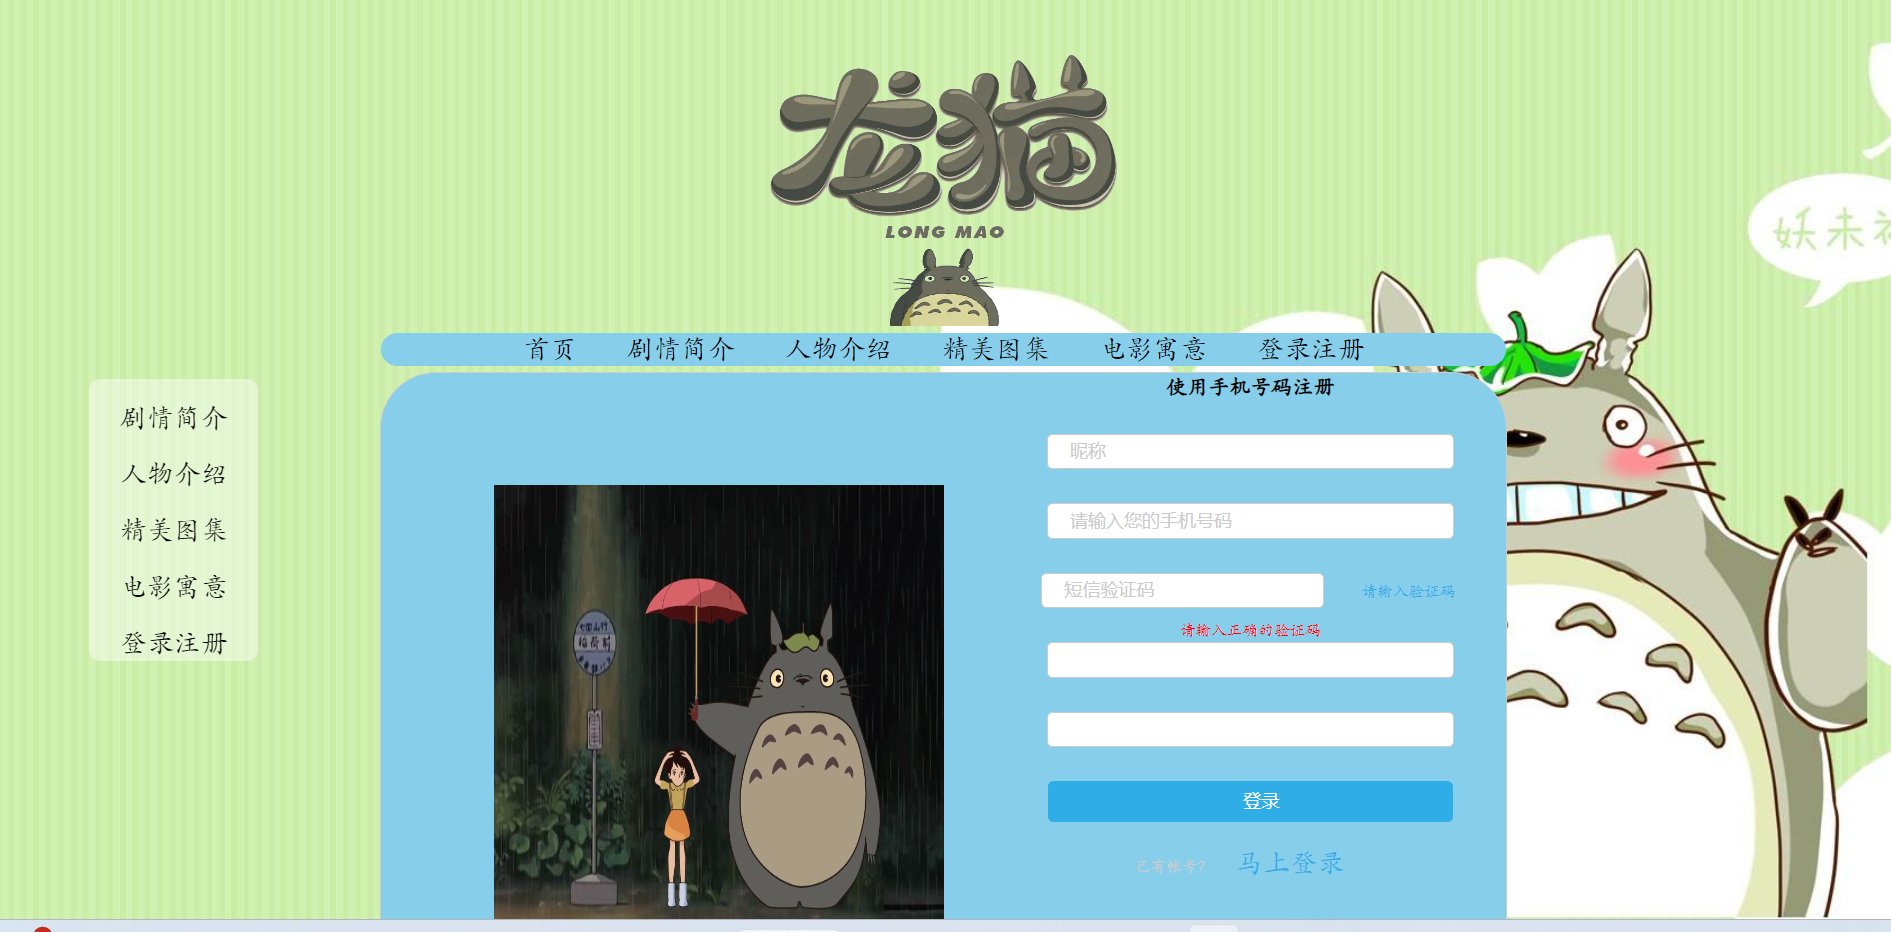 龙猫
LONG MAO
妖未
首页 剧情简介 人物介绍 精美图集 电影寓意 登录注册
剧情简介
人物介绍
精美图集
电影寓意
登录注册
使用手机号码注册
昵称
请输入您的手机号码
短信验证码 请输入验证码
请输入正确的验证码
登录
已有帐号? 马上登录
稲荷前